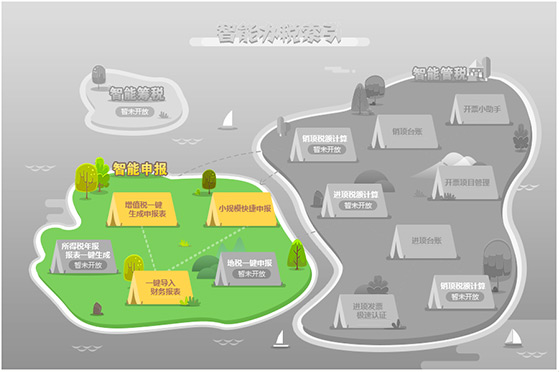 智能办税索引
智能筹税
暂未开放
智能管税
开票小助手
销项台账
销项税额计算
暂未开放
智能申报
开票项目管理
进项税额计算
暂未开放
增值税一键
生成申报表
小规模快捷申报
进项台账
所得税年报
报表一键生成
暂未开放
地税一键申报
暂未开放
一键导入
财务报表
销项税额计算
暂未开放
进项发票
极速认证